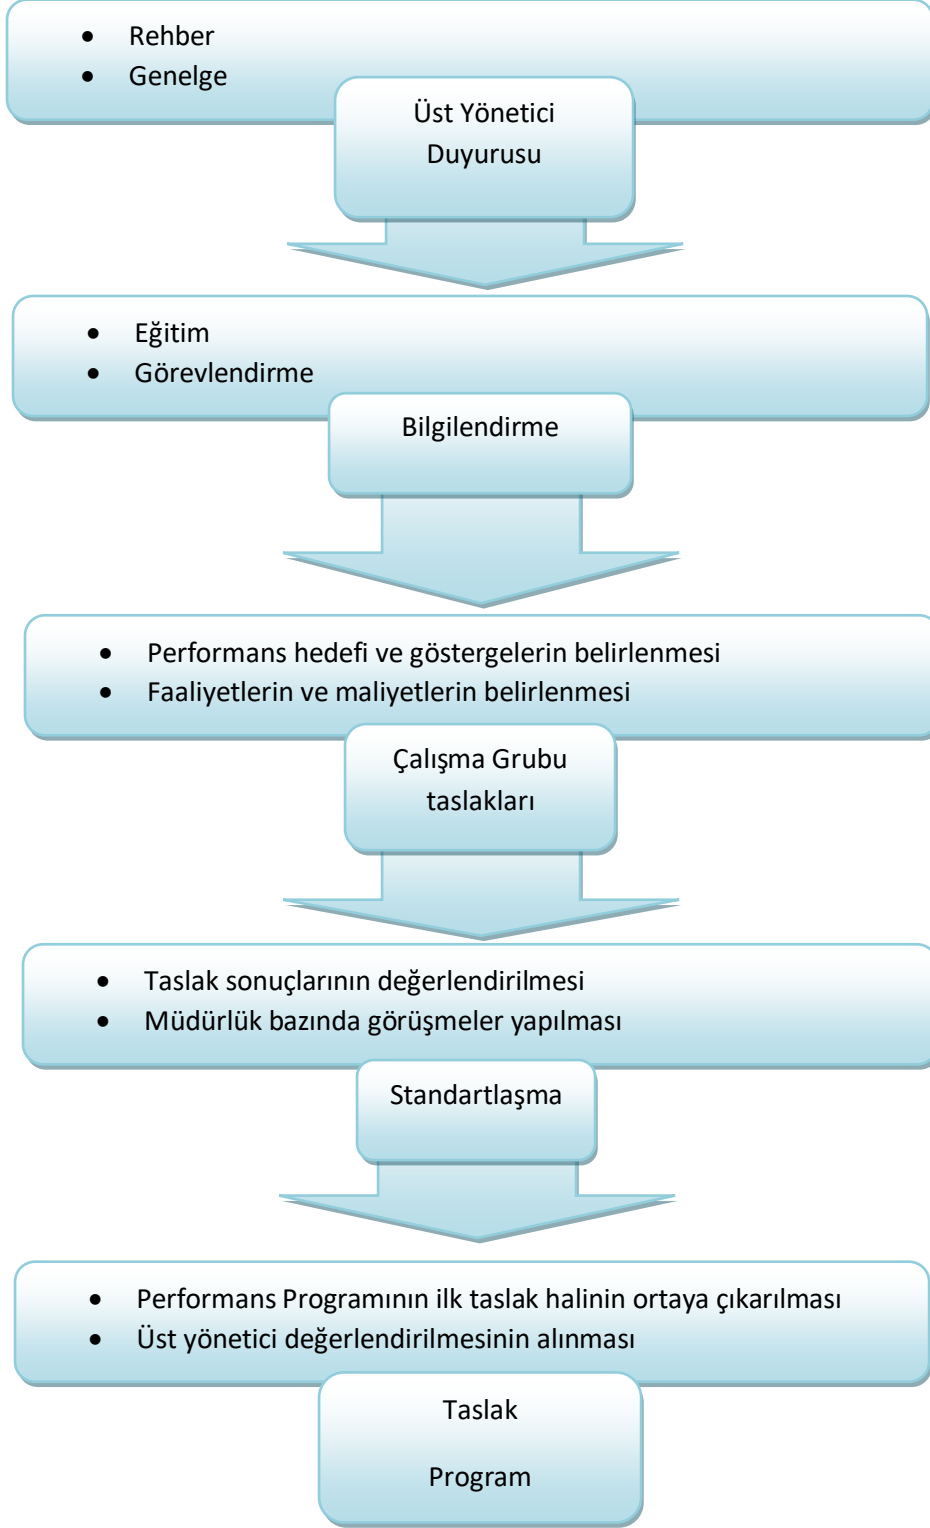 • Rehber
• Genelge
Üst Yönetici
Duyurusu
• Eğitim
• Görevlendirme
Bilgilendirme
• Performans hedefi ve göstergelerin belirlenmesi
• Faaliyetlerin ve maliyetlerin belirlenmesi
Çalışma Grubu
taslakları
• Taslak sonuçlarının değerlendirilmesi
• Müdürlük bazında görüşmeler yapılması
Standartlaşma
• Performans Programının ilk taslak halinin ortaya çıkarılması
• Üst yönetici değerlendirilmesinin alınması
Taslak
Program